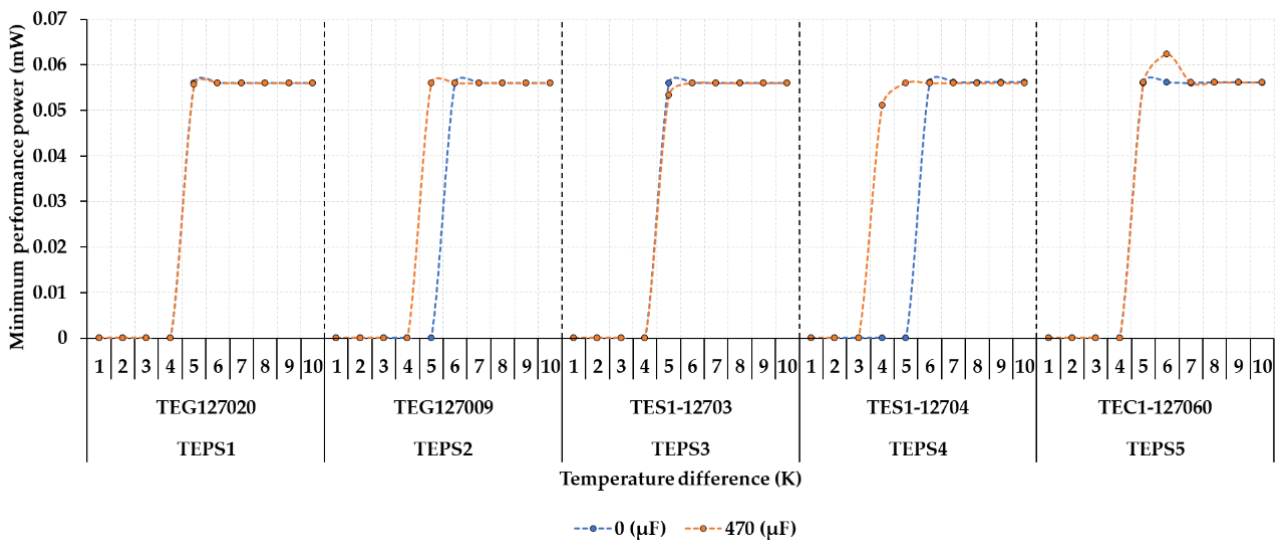 Minimum performance power (mW)
0.07
0.06
0.05
0.04
0.03
0.02
0.01
0
1 2 3 4 5 6 7 8 9 10 1 2 3 4 5 6 7 8 9 10 1 2 3 4 5 6 7 8 9 10 1 2 3 4 5 6 7 8 9 10 1 2 3 4 5 6 7 8 9 10
TEG127020 TEG127009 TES1-12703 TES1-12704 TEC1-127060
TEPS1 TEPS2 TEPS3 TEPS4 TEPS5
Temperature difference (K)
0 (µF) 470 (µF)